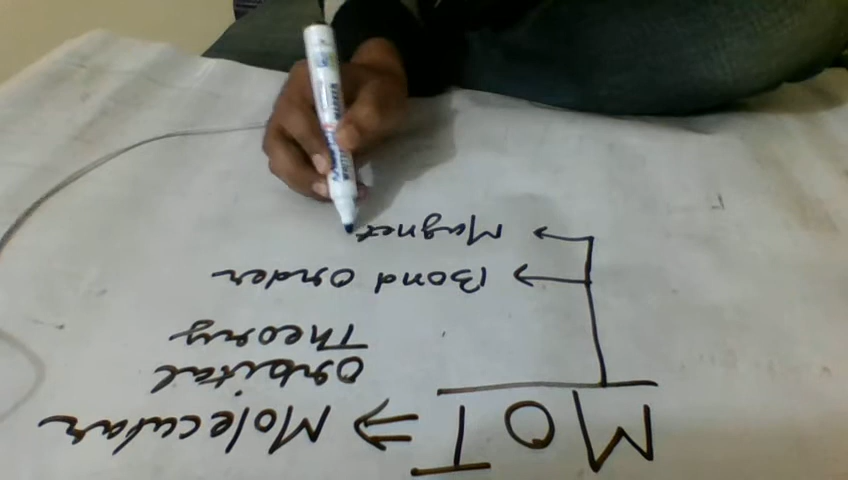 MOT ⇒ Molecular
Orbital
Theory
→ Bond order
→ Magnet